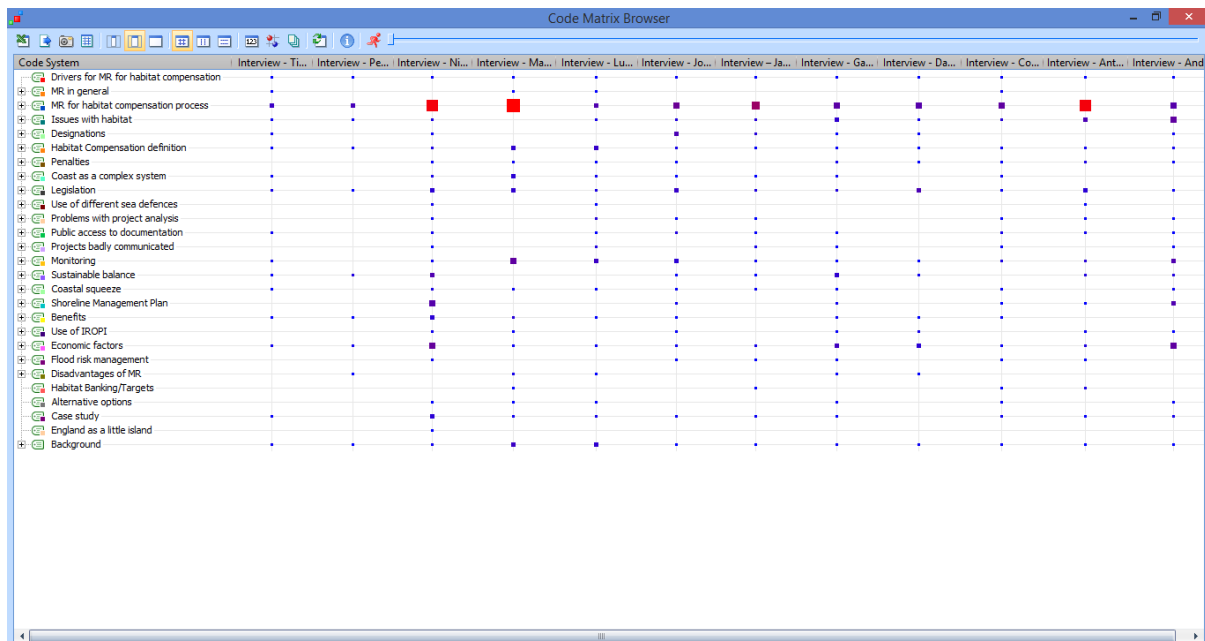 Code Matrix Browser
123
Code System Interview - Ti... Interview - Pe... Interview - Ni... Interview - Ma... Interview - Lu... Interview - Jo... Interview – Ja... Interview - Ga... Interview - Da... Interview - Co... Interview - Ant... Interview - And
Drivers for MR for habitat compensation
MR in general
MR for habitat compensation process
Issues with habitat
Designations
Habitat Compensation definition
Penalties
Coast as a complex system
Legislation
Use of different sea defences
Problems with project analysis
Public access to documentation
Projects badly communicated
Monitoring
Sustainable balance
Coastal squeeze
Shoreline Management Plan
Benefits
Use of IROPI
Economic factors
Flood risk management
Disadvantages of MR
Habitat Banking/Targets
Alternative options
Case study
England as a little island
Background